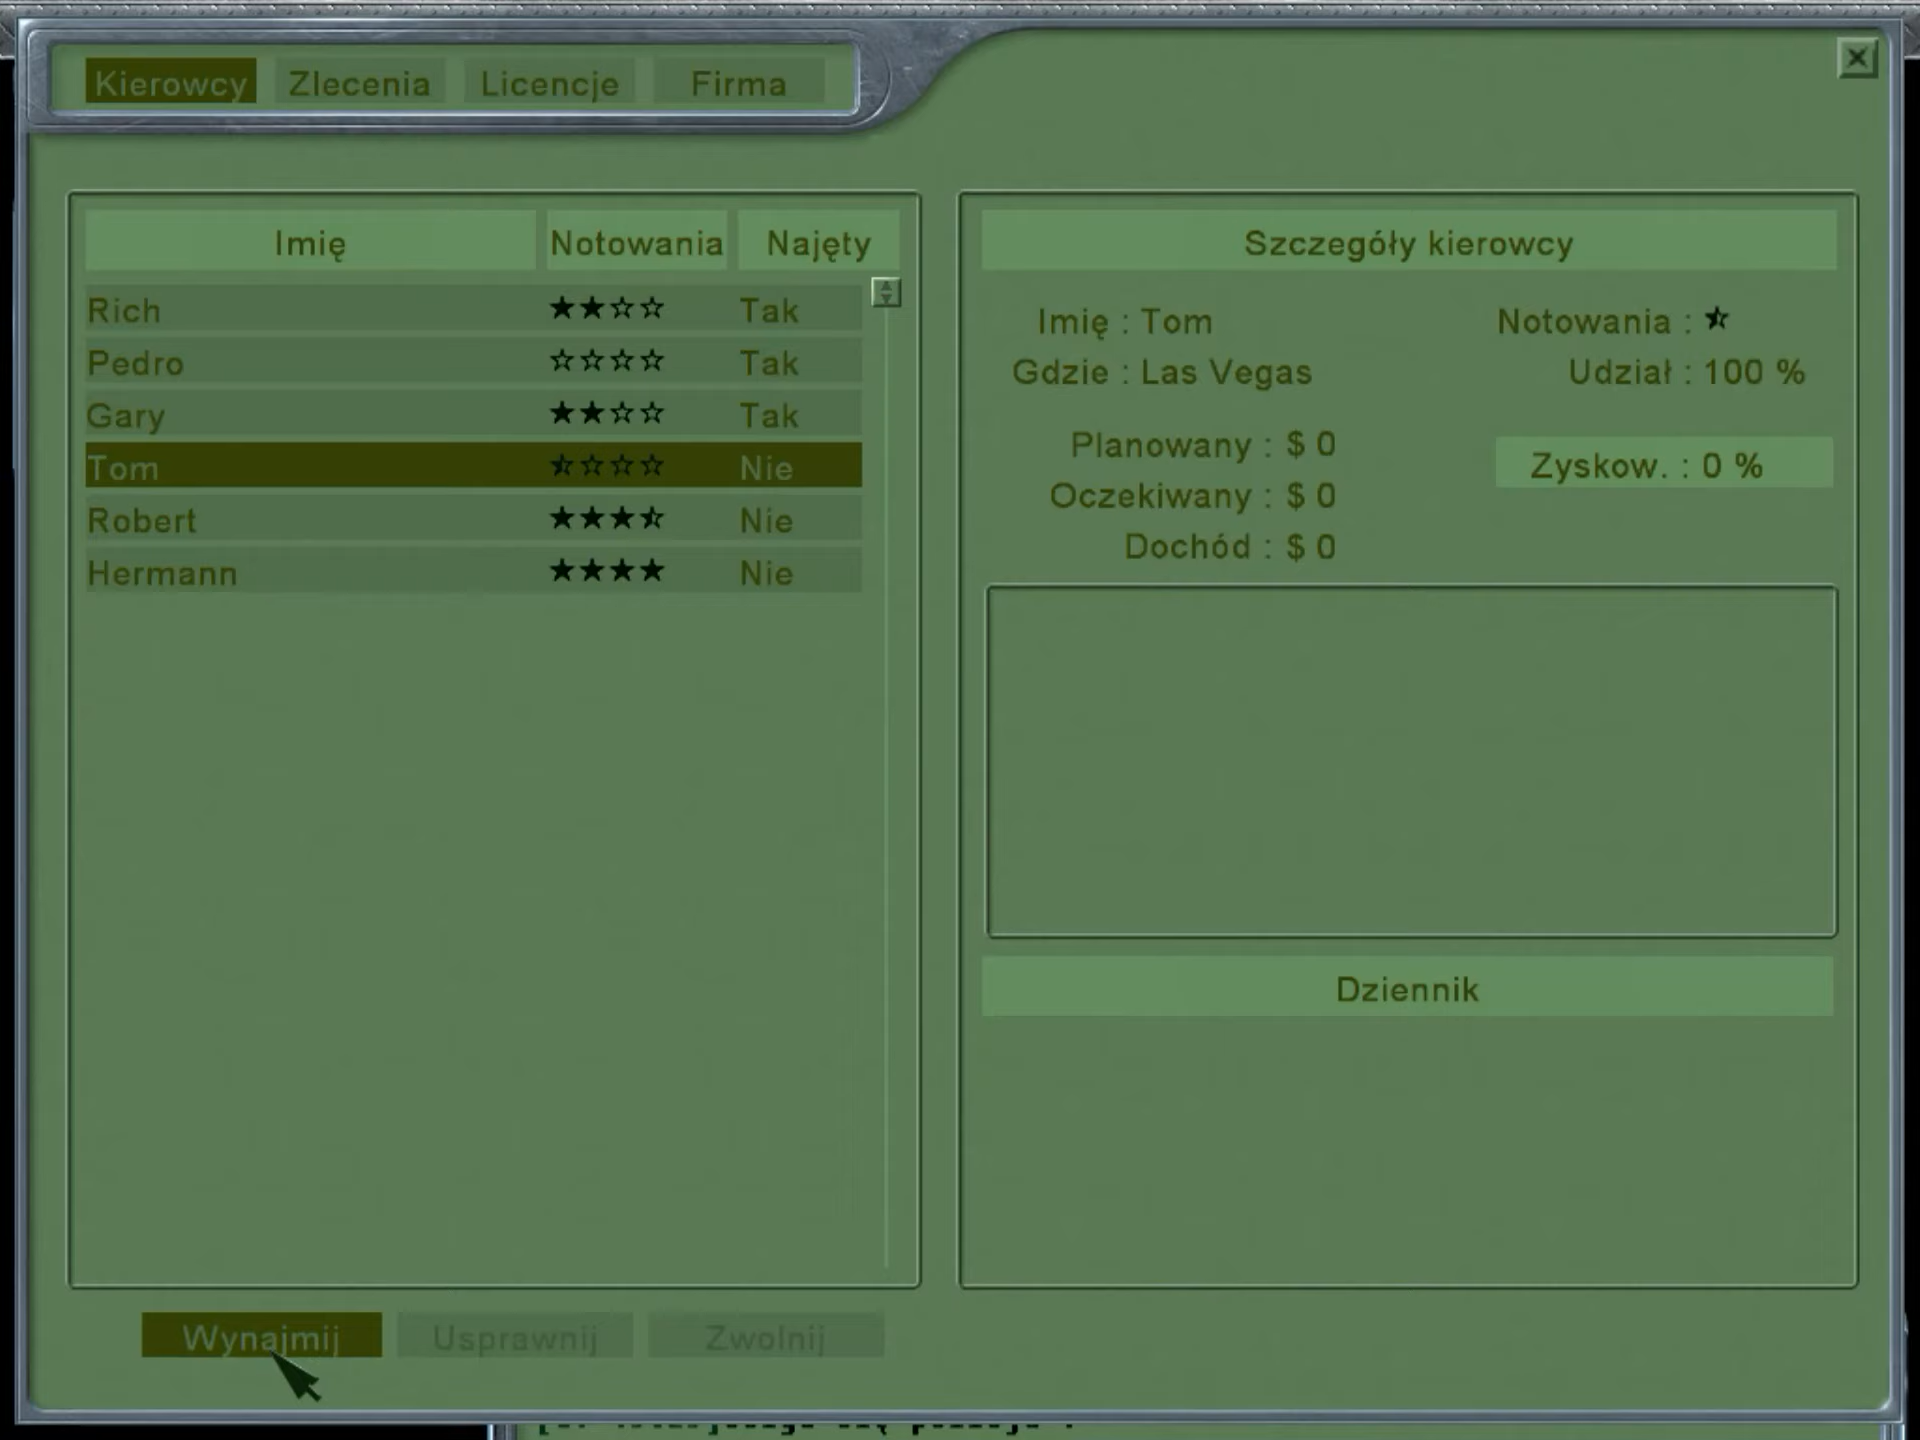 Kierowcy Zlecenia Licencje Firma
Imię Notowania Najęty
Rich ★★☆☆ Tak
Pedro ☆☆☆☆ Tak
Gary ★★☆☆ Tak
Tom ⯪☆☆☆ Nie
Robert ★★★⯪ Nie
Hermann ★★★★ Nie
Wynajmij Usprawnij Zwolnij
Szczegóły kierowcy
Imię : Tom Notowania : ⯪
Gdzie : Las Vegas Udział : 100 %
Planowany : $ 0
Zyskow. : 0 %
Oczekiwany : $ 0
Dochód : $ 0
Dziennik